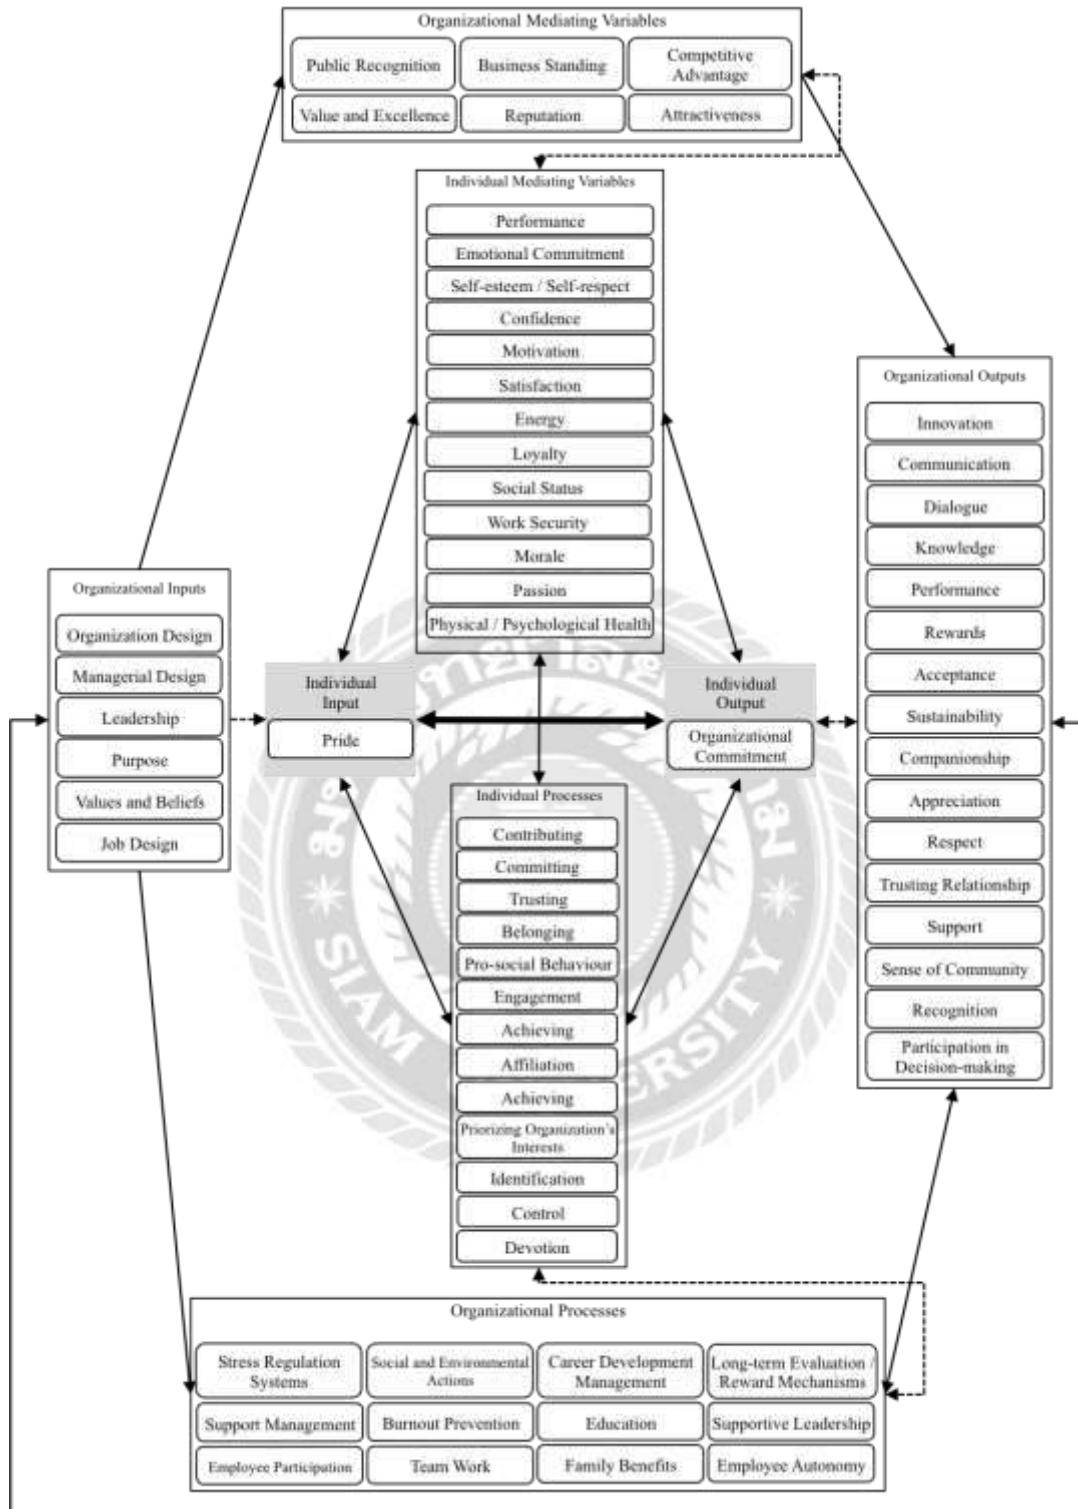 Organizational Mediating Variables
Public Recognition
Business Standing
Competitive
Advantage
Value and Excellence
Reputation
Attractiveness
Individual Mediating Variables
Performance
Emotional Commitment
Self-esteem / Self-respect
Confidence
Motivation
Satisfaction
Energy
Loyalty
Social Status
Work Security
Morale
Passion
Physical / Psychological Health
Organizational Inputs
Organization Design
Managerial Design
Leadership
Purpose
Values and Beliefs
Job Design
Individual
Input
Pride
Individual
Output
Organizational
Commitment
Individual Processes
Contributing
Committing
Trusting
Belonging
Pro-social Behaviour
Engagement
Achieving
Affiliation
Achieving
Priorizing Organization's
Interests
Identification
Control
Devotion
Organizational Outputs
Innovation
Communication
Dialogue
Knowledge
Performance
Rewards
Acceptance
Sustainability
Companionship
Appreciation
Respect
Trusting Relationship
Support
Sense of Community
Recognition
Participation in
Decision-making
Organizational Processes
Stress Regulation
Systems
Social and Environmental
Actions
Career Development
Management
Long-term Evaluation /
Reward Mechanisms
Support Management
Burnout Prevention
Education
Supportive Leadership
Employee Participation
Team Work
Family Benefits
Employee Autonomy
SIAM